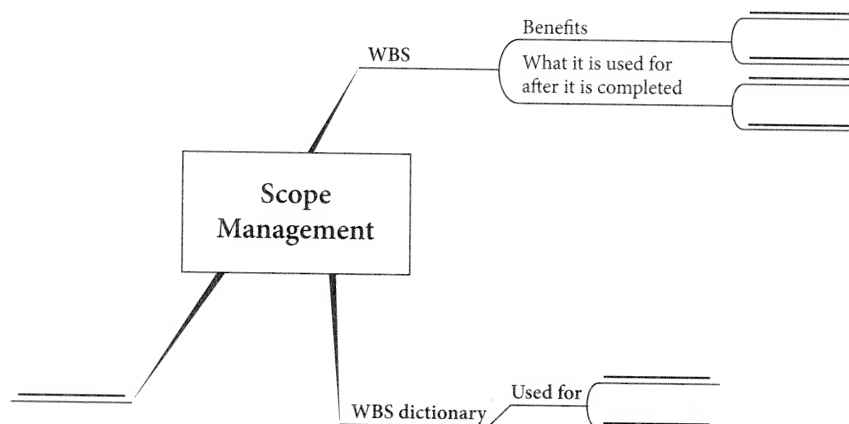 Benefits
WBS
What it is used for
after it is completed
Scope
Management
Used for
WBS dictionary